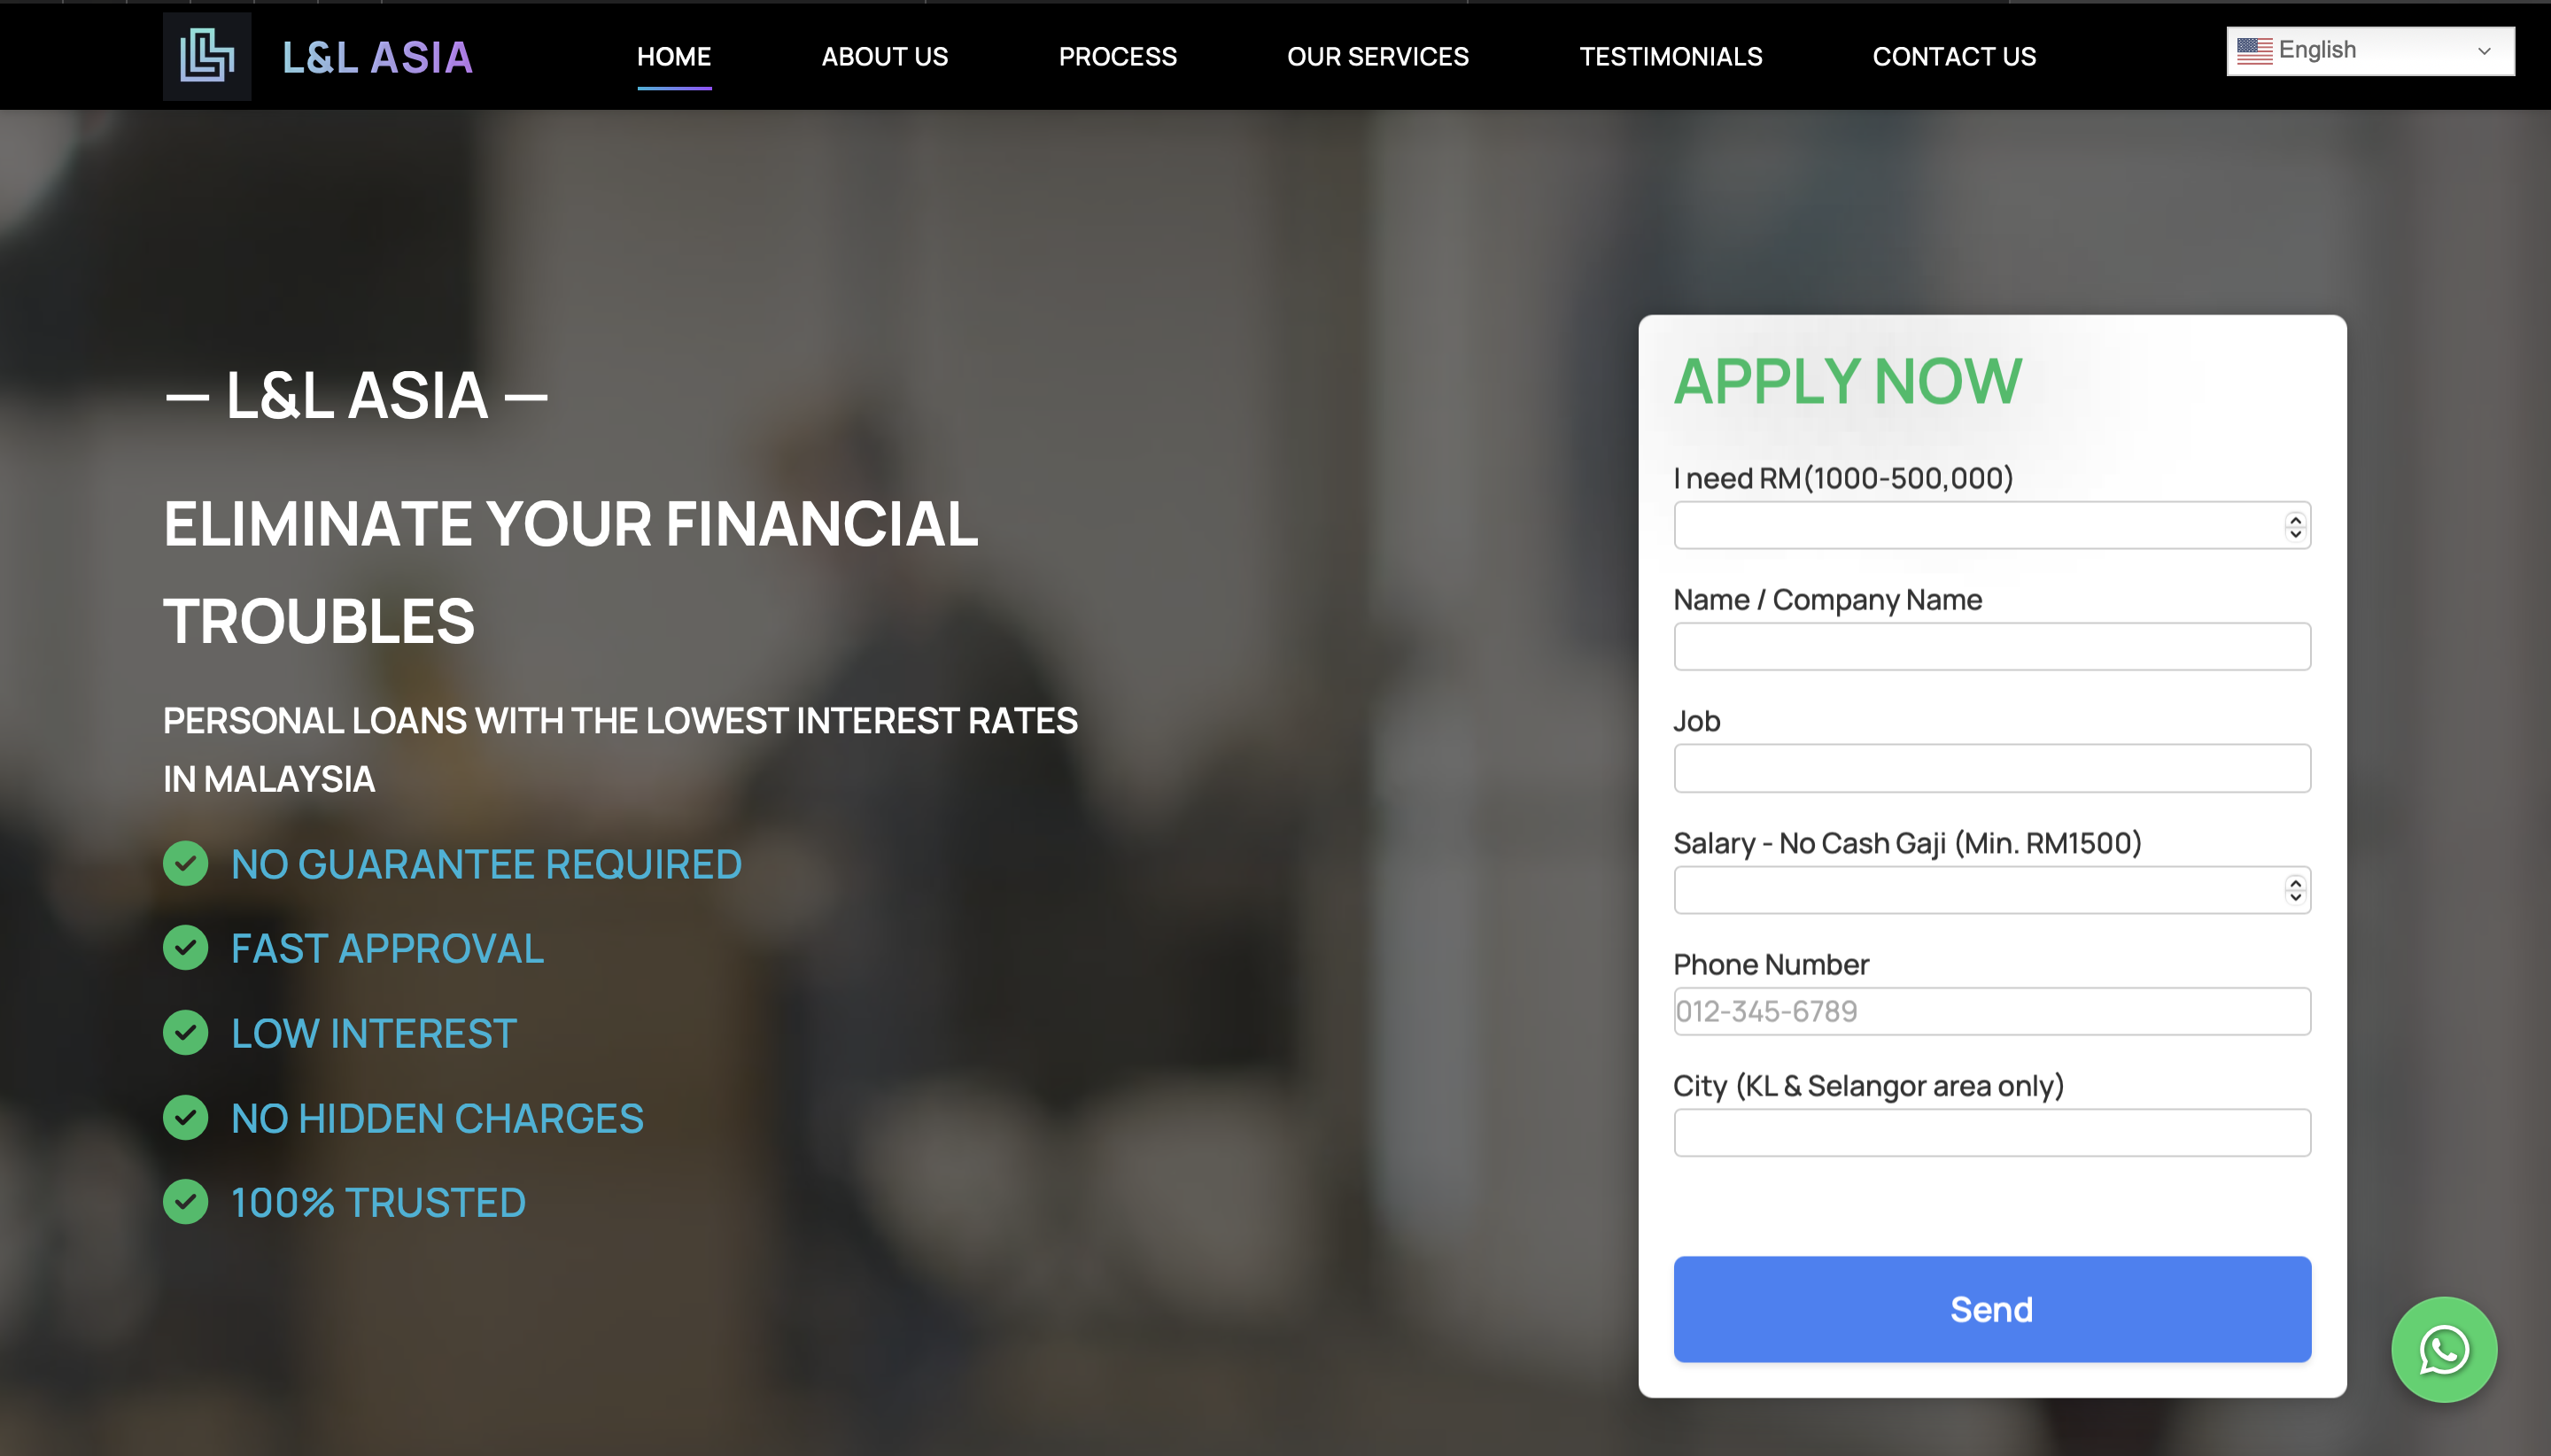 L&L ASIA
HOME
ABOUT US
PROCESS
OUR SERVICES
TESTIMONIALS
CONTACT US
English
— L&L ASIA —
ELIMINATE YOUR FINANCIAL
TROUBLES
PERSONAL LOANS WITH THE LOWEST INTEREST RATES
IN MALAYSIA
NO GUARANTEE REQUIRED
FAST APPROVAL
LOW INTEREST
NO HIDDEN CHARGES
100% TRUSTED
APPLY NOW
I need RM(1000-500,000)
Name / Company Name
Job
Salary - No Cash Gaji (Min. RM1500)
Phone Number
012-345-6789
City (KL & Selangor area only)
Send